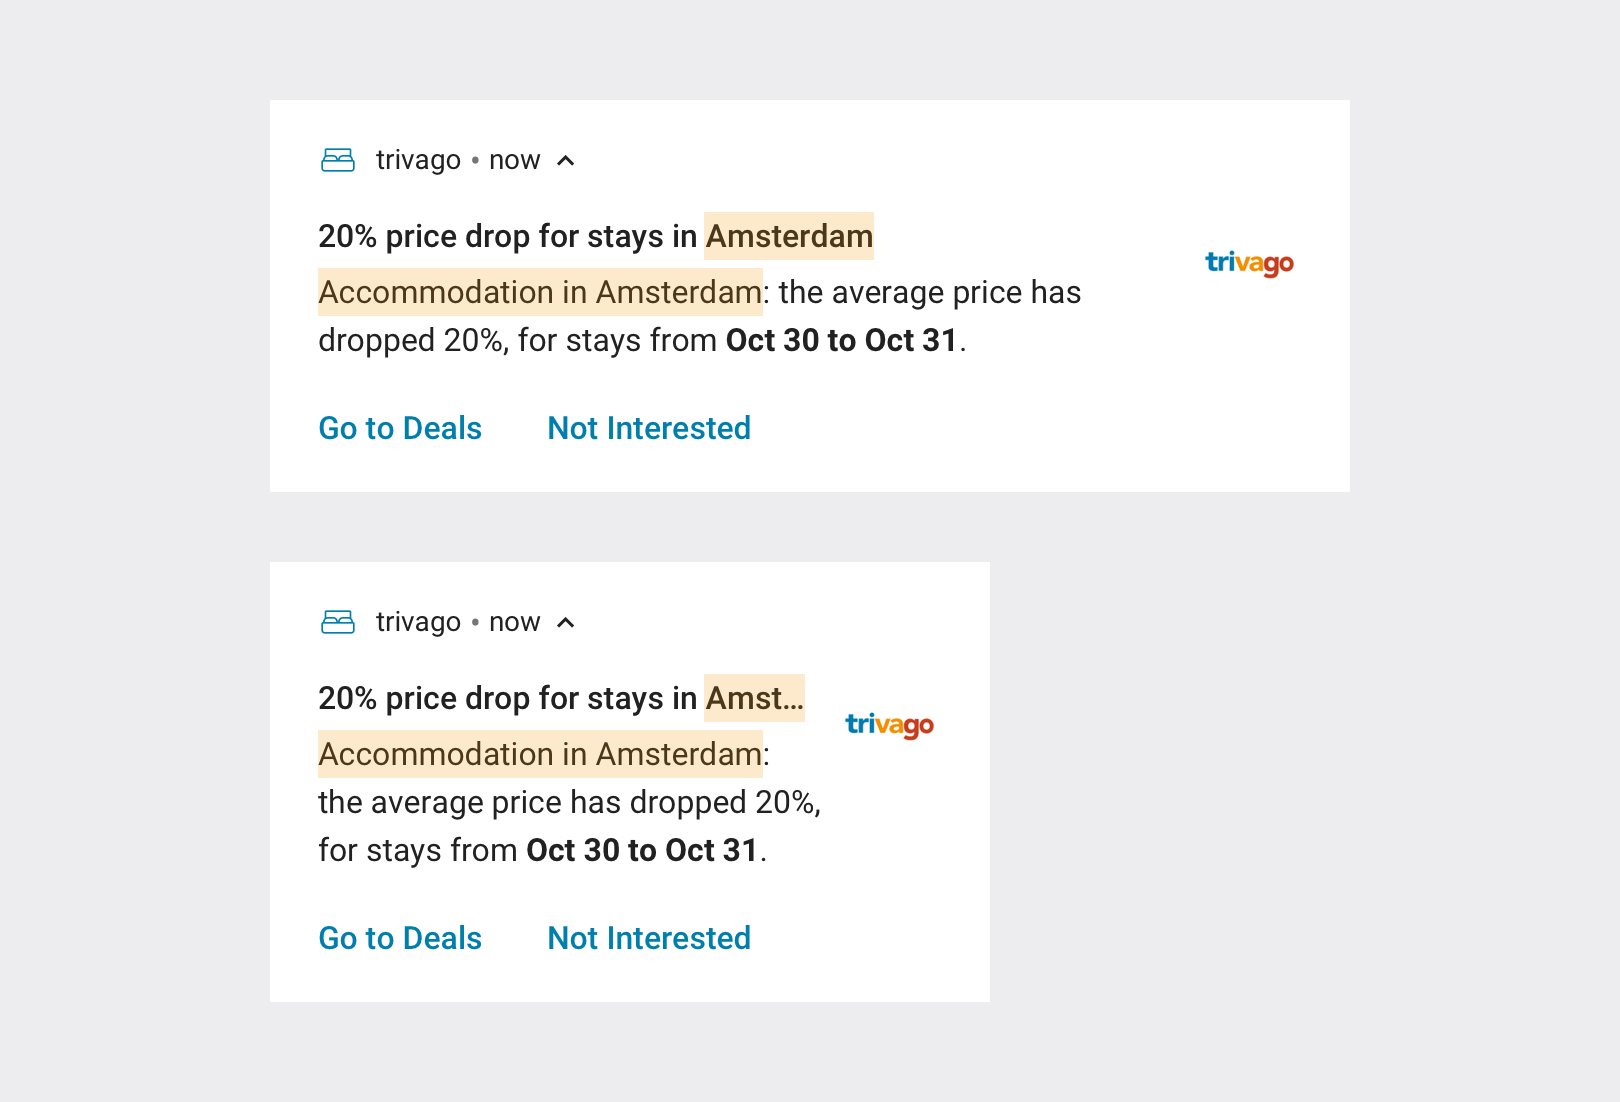 trivago • now
20% price drop for stays in Amsterdam
trivago
Accommodation in Amsterdam: the average price has
dropped 20%, for stays from Oct 30 to Oct 31.
Go to Deals Not Interested
trivago • now
20% price drop for stays in Amst...
trivago
Accommodation in Amsterdam:
the average price has dropped 20%,
for stays from Oct 30 to Oct 31.
Go to Deals Not Interested